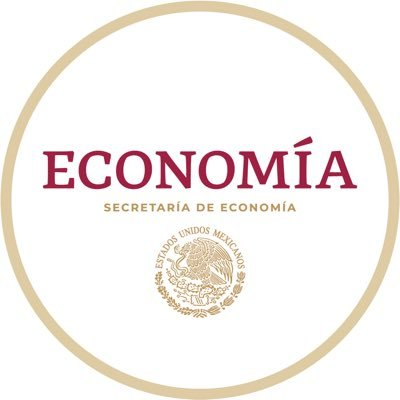 ECONOMÍA
SECRETARÍA DE ECONOMÍA
ESTADOS UNIDOS MEXICANOS